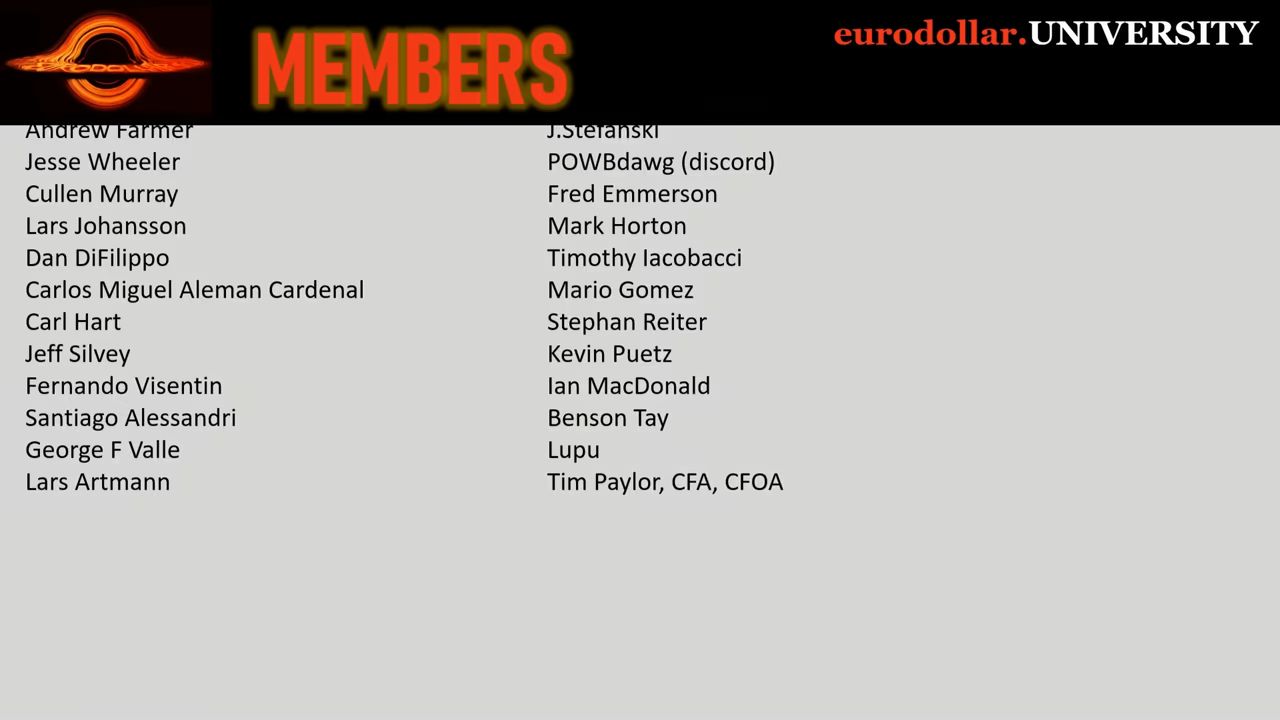 MEMBERS
eurodollar.UNIVERSITY
Andrew Farmer
Jesse Wheeler
Cullen Murray
Lars Johansson
Dan DiFilippo
Carlos Miguel Aleman Cardenal
Carl Hart
Jeff Silvey
Fernando Visentin
Santiago Alessandri
George F Valle
Lars Artmann
J.Stefanski
POWBdawg (discord)
Fred Emmerson
Mark Horton
Timothy Iacobacci
Mario Gomez
Stephan Reiter
Kevin Puetz
Ian MacDonald
Benson Tay
Lupu
Tim Paylor, CFA, CFOA